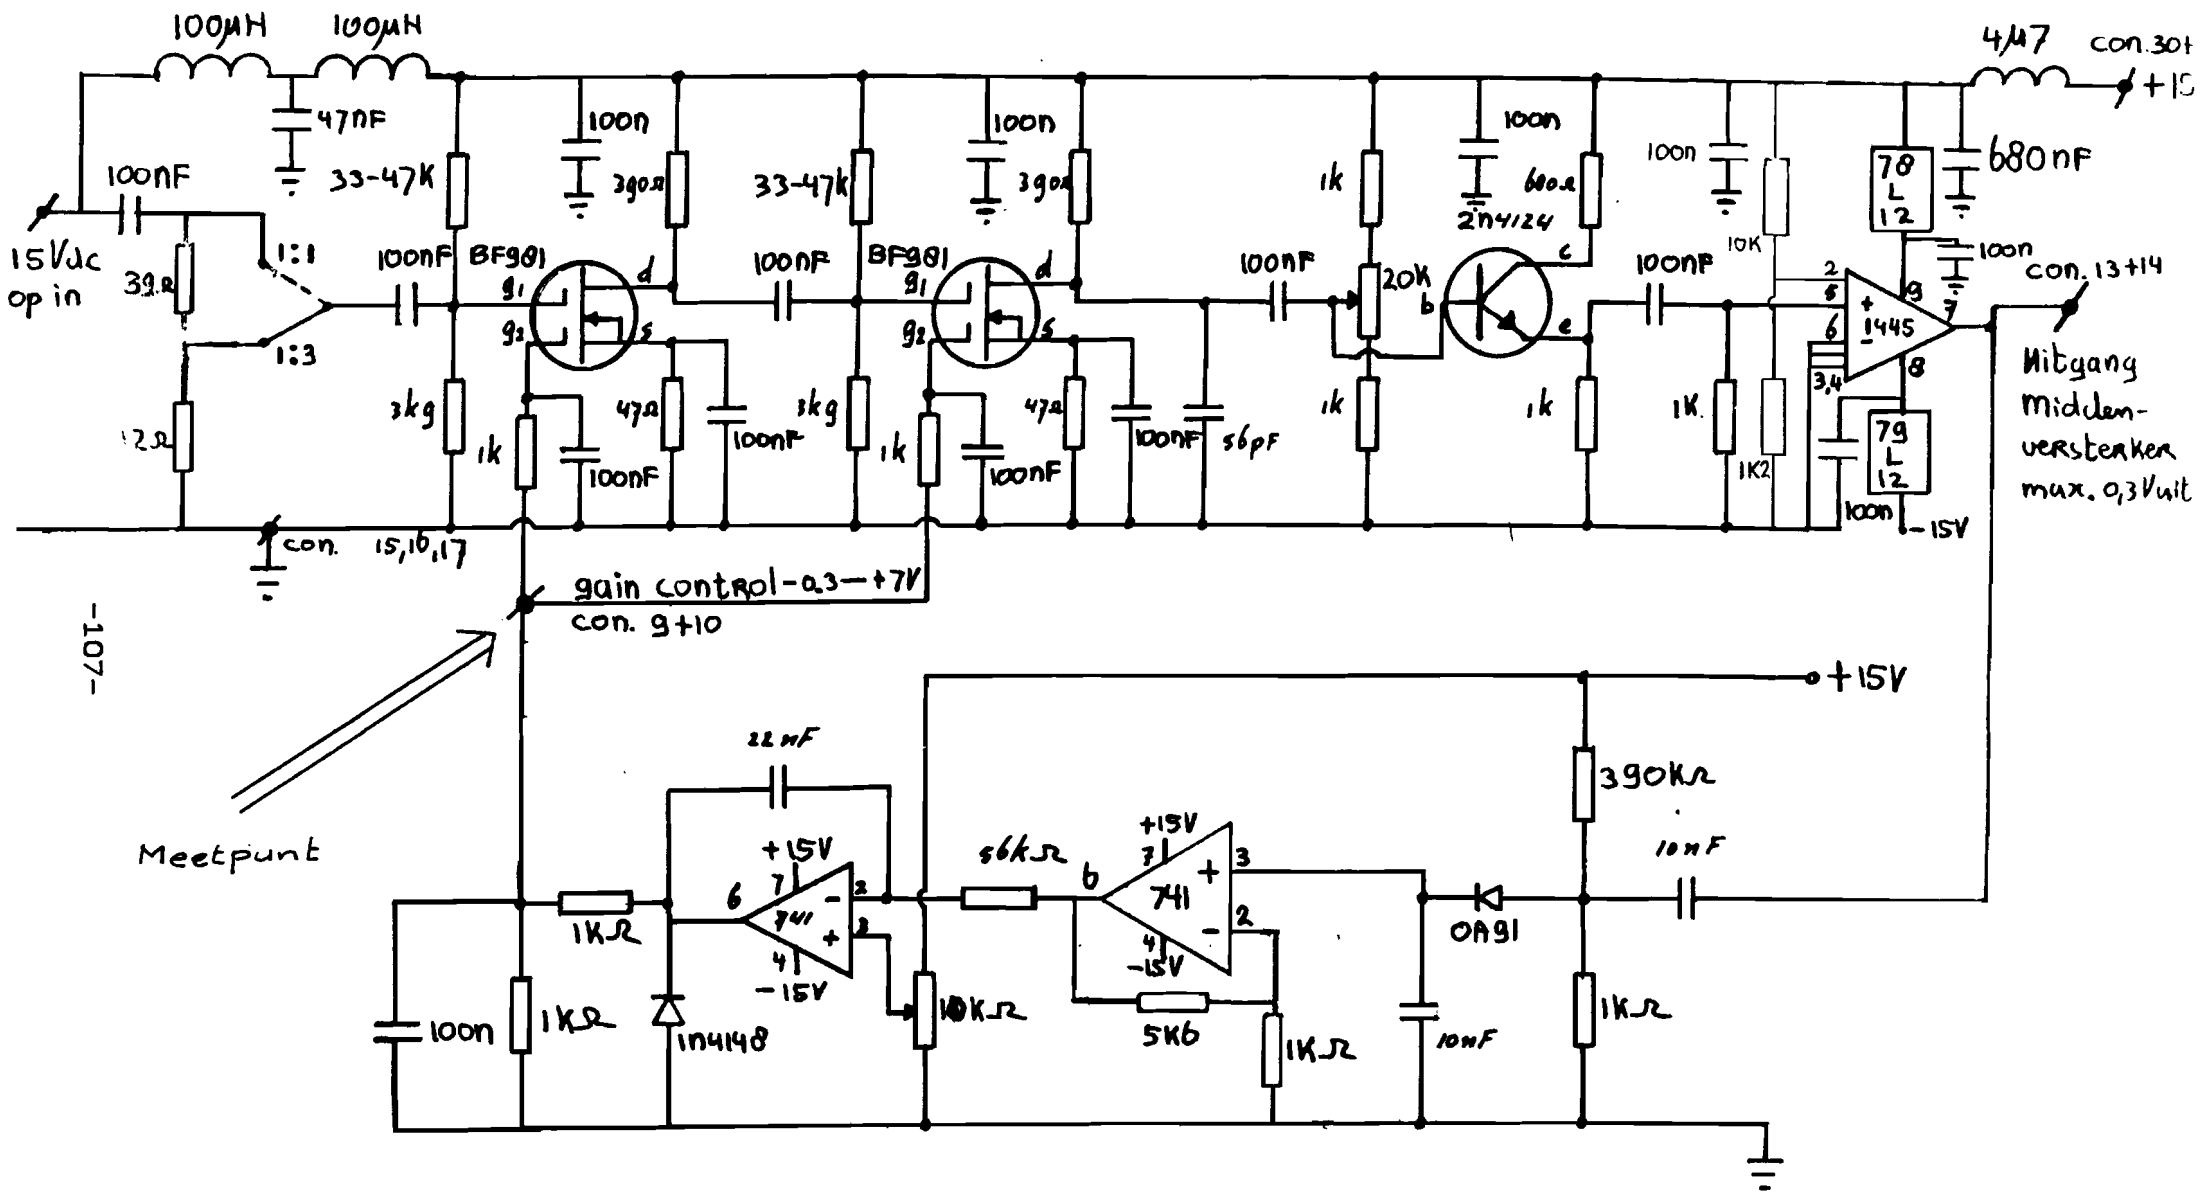 100µH
100µH
4µ7
con.30+
+15
47nF
100n
100n
100n
100n
680nF
78
L
12
100nF
33-47K
390Ω
33-47k
390Ω
1k
2n4124
680Ω
10K
100n
15Vdc
op in
39Ω
1:1
1:3
12Ω
100nF
BF981
g1
g2
d
s
100nF
BF981
g1
g2
d
s
100nF
20K
b
c
e
100nF
2
5
6
3,4
+
-
1445
9
7
8
con. 13+14
Uitgang
Midden-
versterker
max. 0,3Vuit
3k9
1k
100nF
47Ω
100nF
3k9
1k
100nF
47Ω
100nF
56pF
1k
1k
1K
1K2
100n
79
L
12
-15V
con. 15,16,17
gain control-0.3—+7V
con. 9+10
-107-
Meetpunt
+15V
22nF
390KΩ
10nF
+15V
7
6
741
-
2
+
3
4
-15V
56kΩ
+15V
7
6
741
+
3
-
2
4
-15V
OA91
1KΩ
100n
1KΩ
1n4148
10KΩ
5K6
1KΩ
10nF
1KΩ